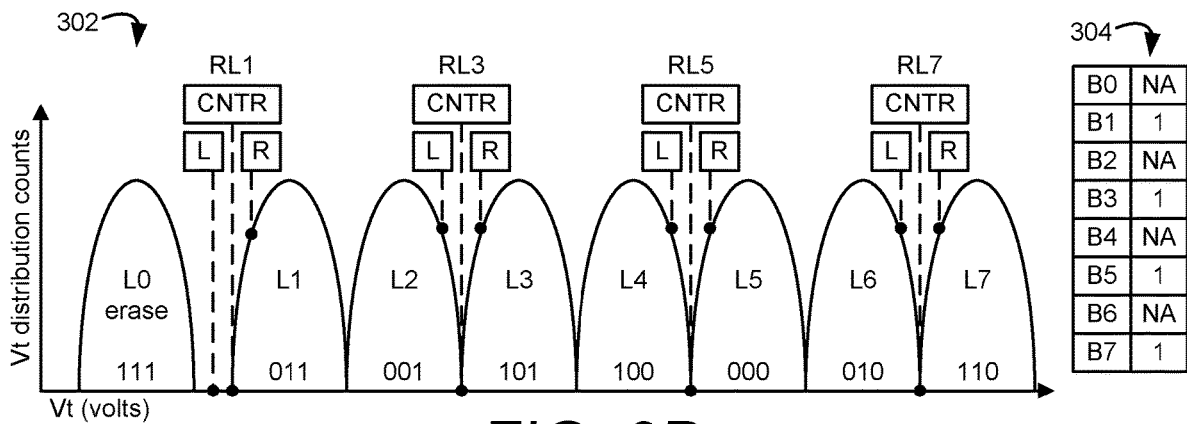 302
304
RL1 RL3 RL5 RL7
CNTR CNTR CNTR CNTR
L R L R L R L R
Vt distribution counts
L0 L1 L2 L3 L4 L5 L6 L7
erase
111 011 001 101 100 000 010 110
Vt (volts)
B0 NA
B1 1
B2 NA
B3 1
B4 NA
B5 1
B6 NA
B7 1